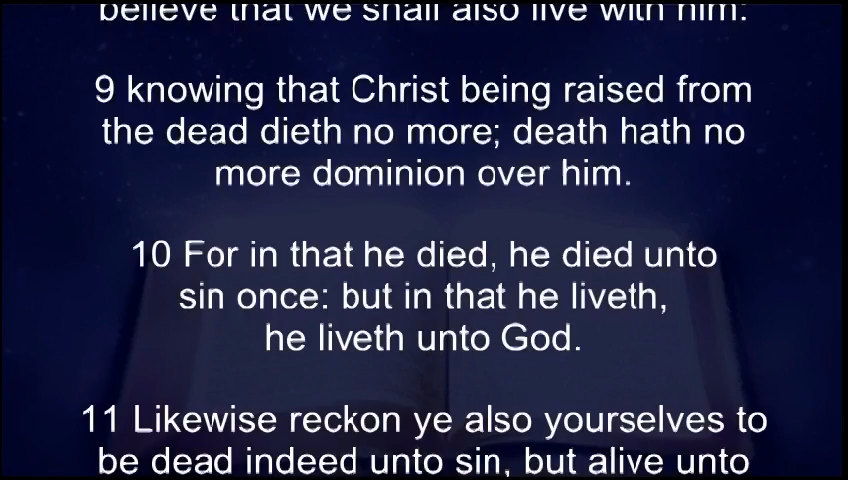 believe that we shall also live with him:
9 knowing that Christ being raised from
the dead dieth no more; death hath no
more dominion over him.
10 For in that he died, he died unto
sin once: but in that he liveth,
he liveth unto God.
11 Likewise reckon ye also yourselves to
be dead indeed unto sin, but alive unto